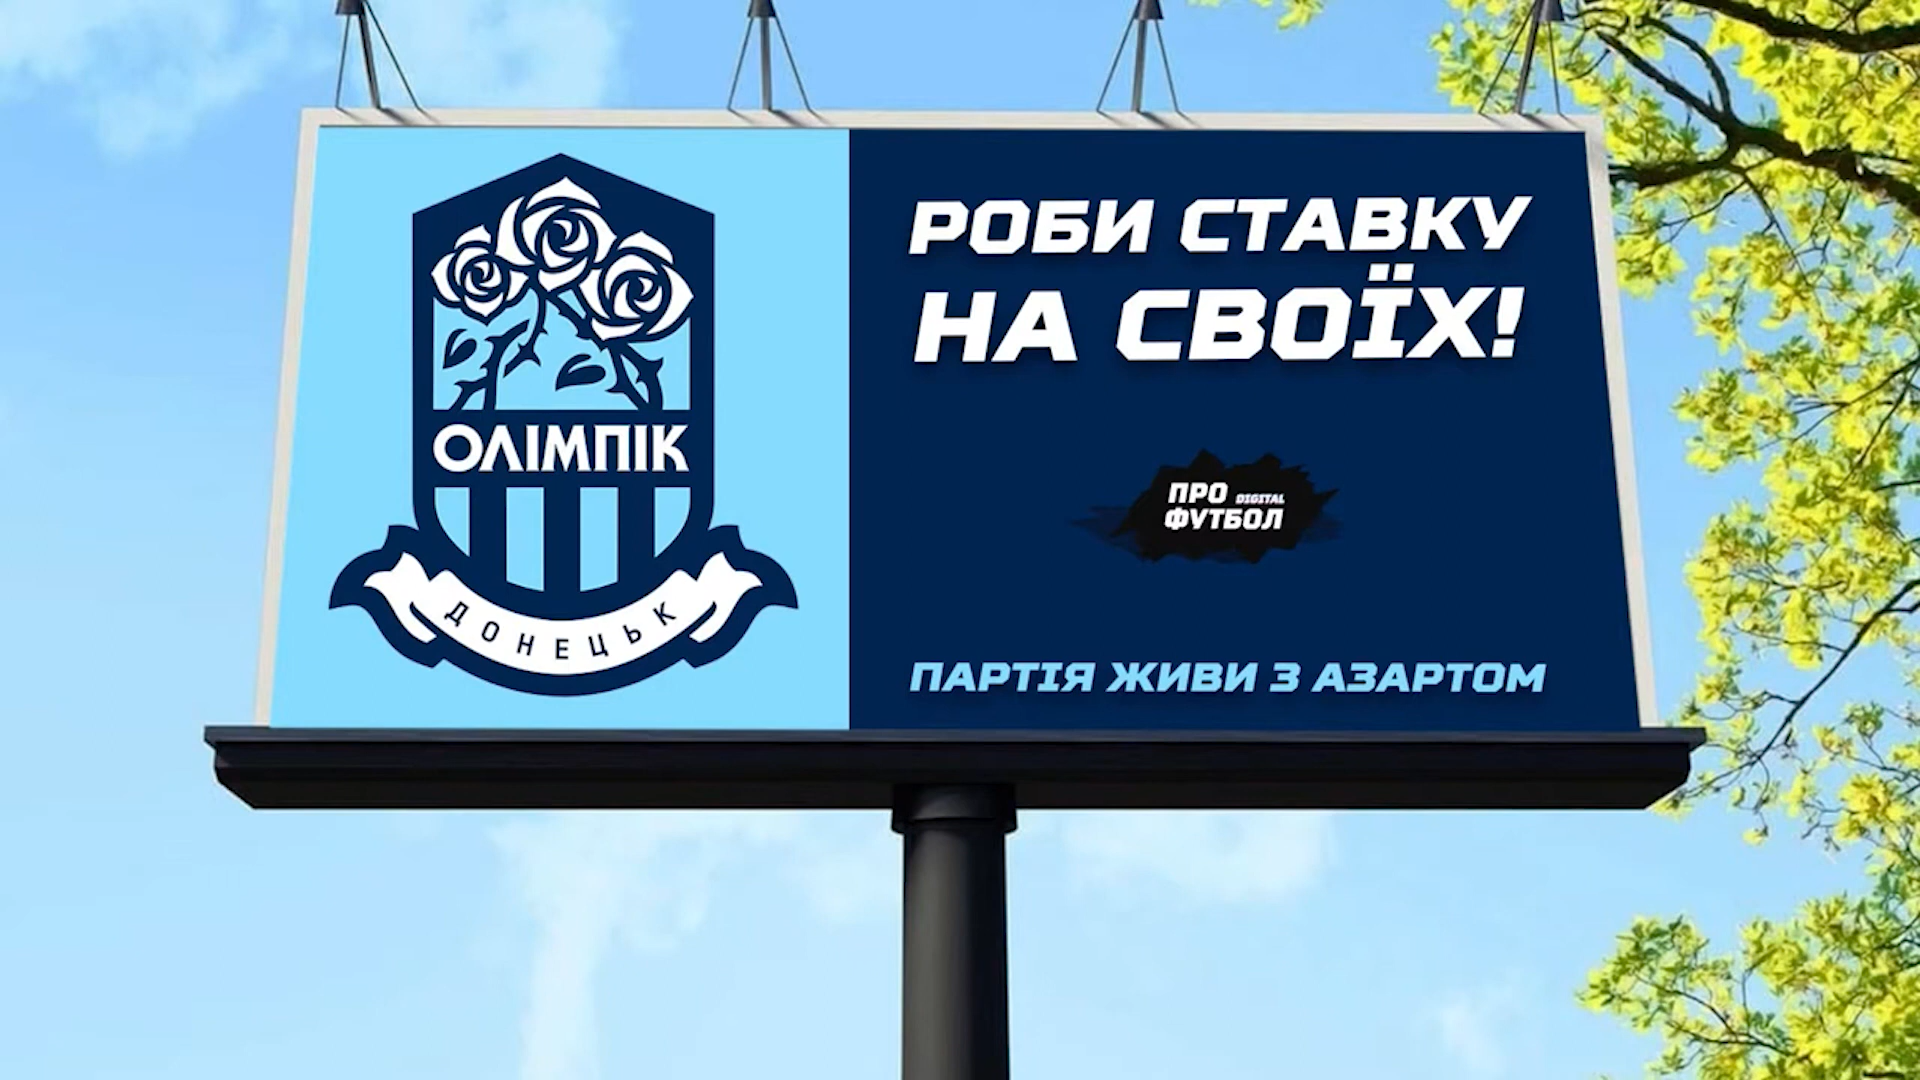 ОЛІМПІК
ДОНЕЦЬК
РОБИ СТАВКУ
НА СВОЇХ!
ПРО DIGITAL
ФУТБОЛ
ПАРТІЯ ЖИВИ З АЗАРТОМ